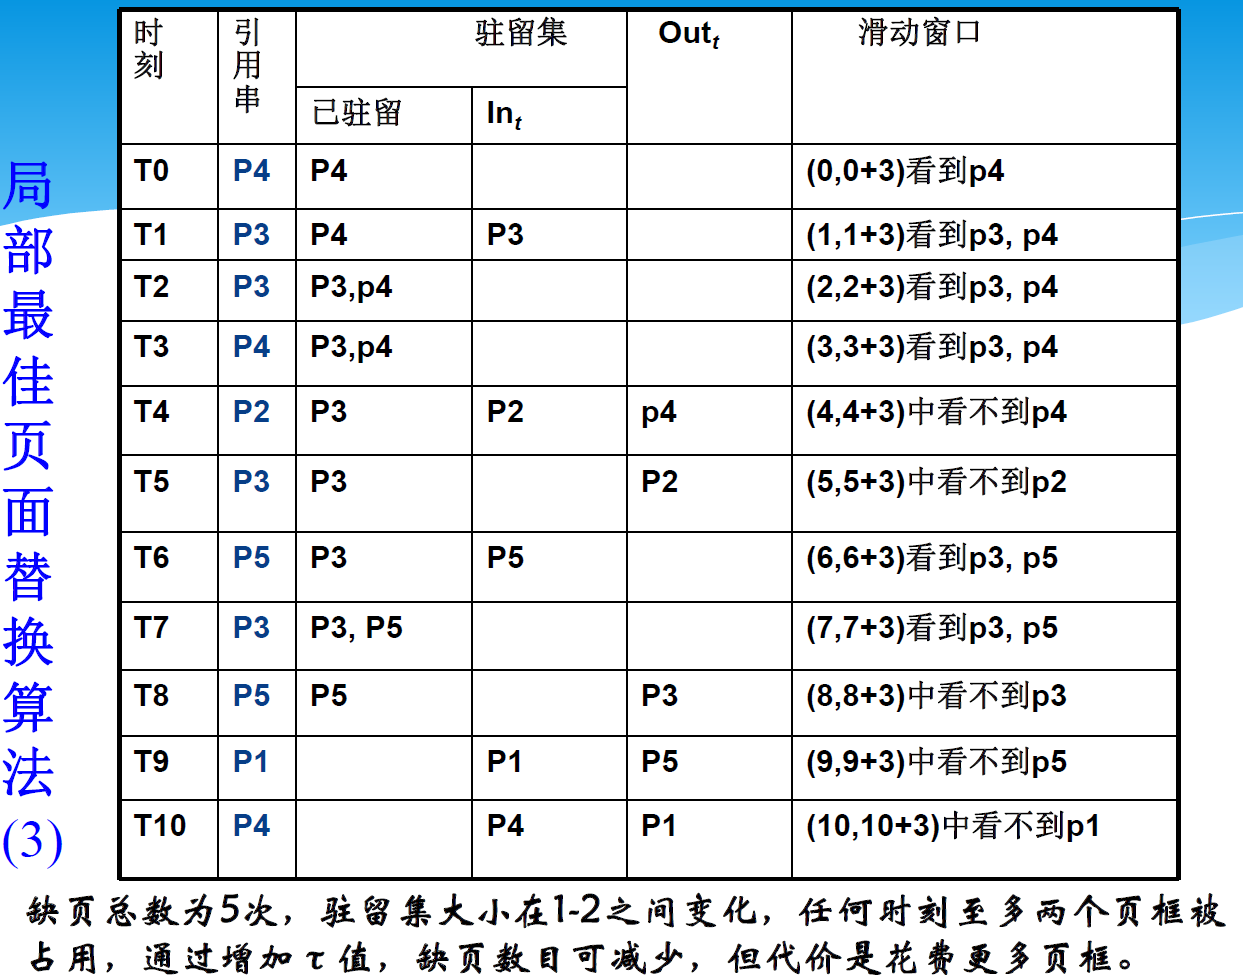 局部最佳页面替换算法(3)
时刻 引用串 驻留集 Outt 滑动窗口
已驻留 Int
T0 P4 P4 (0,0+3)看到p4
T1 P3 P4 P3 (1,1+3)看到p3, p4
T2 P3 P3,p4 (2,2+3)看到p3, p4
T3 P4 P3,p4 (3,3+3)看到p3, p4
T4 P2 P3 P2 p4 (4,4+3)中看不到p4
T5 P3 P3 P2 (5,5+3)中看不到p2
T6 P5 P3 P5 (6,6+3)看到p3, p5
T7 P3 P3, P5 (7,7+3)看到p3, p5
T8 P5 P5 P3 (8,8+3)中看不到p3
T9 P1 P1 P5 (9,9+3)中看不到p5
T10 P4 P4 P1 (10,10+3)中看不到p1
缺页总数为5次，驻留集大小在1-2之间变化，任何时刻至多两个页框被
占用，通过增加τ值，缺页数目可减少，但代价是花费更多页框。